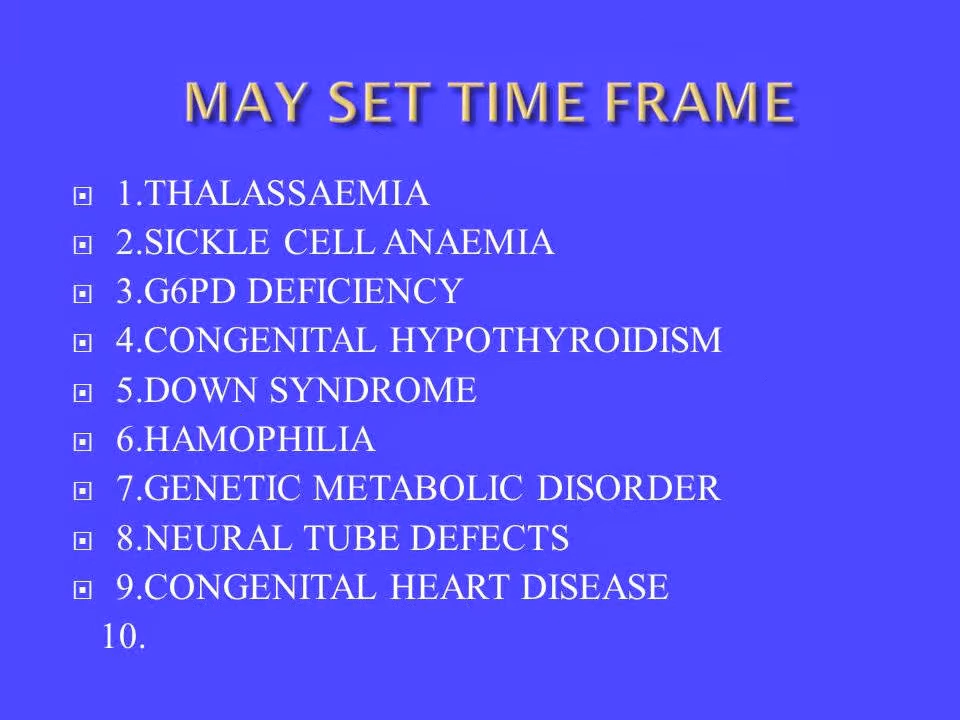 MAY SET TIME FRAME
1.THALASSAEMIA
2.SICKLE CELL ANAEMIA
3.G6PD DEFICIENCY
4.CONGENITAL HYPOTHYROIDISM
5.DOWN SYNDROME
6.HAMOPHILIA
7.GENETIC METABOLIC DISORDER
8.NEURAL TUBE DEFECTS
9.CONGENITAL HEART DISEASE
10.